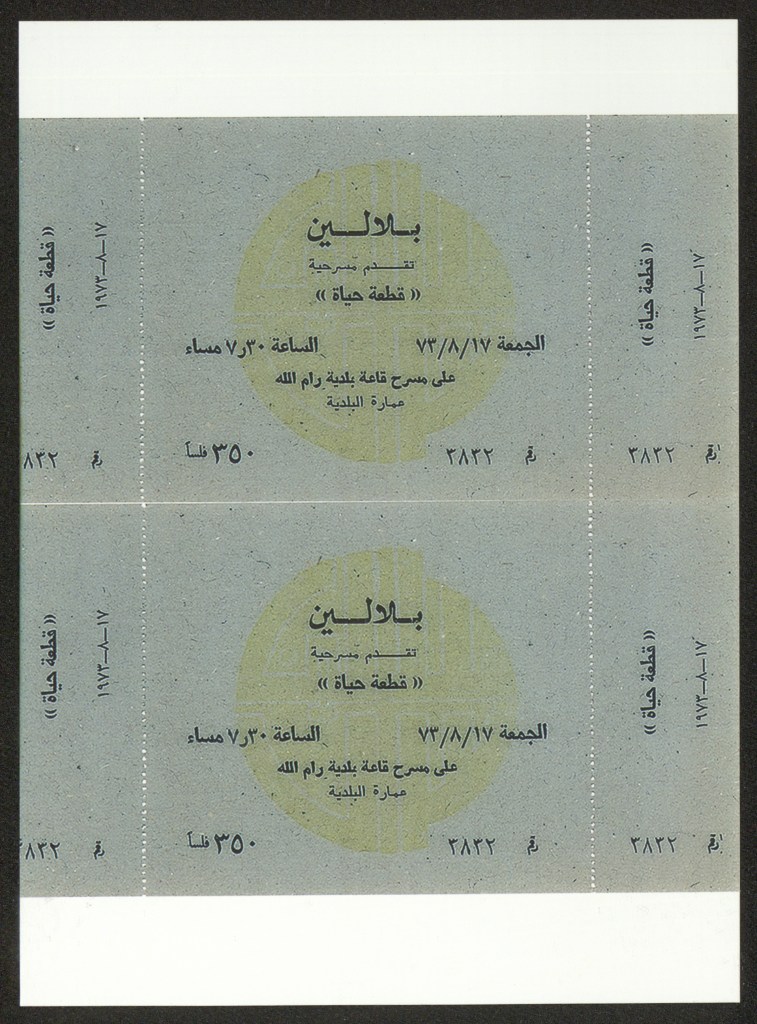 بلالين
تقدم مسرحية
« قطعة حياة »
الجمعة ٧٣/٨/١٧ الساعة ٧٫٣٠ مساء
على مسرح قاعة بلدية رام الله
عمارة البلدية
رقم ٣٨٣٢ ٣٥٠ فلساً
« قطعة حياة »
١٩٧٣-٨-١٧
رقم ٣٨٣٢
« قطعة حياة »
١٩٧٣-٨-١٧
رقم ٨٣٢
بلالين
تقدم مسرحية
« قطعة حياة »
الجمعة ٧٣/٨/١٧ الساعة ٧٫٣٠ مساء
على مسرح قاعة بلدية رام الله
عمارة البلدية
رقم ٣٨٣٢ ٣٥٠ فلساً
« قطعة حياة »
١٩٧٣-٨-١٧
رقم ٣٨٣٢
« قطعة حياة »
١٩٧٣-٨-١٧
رقم ٨٣٢